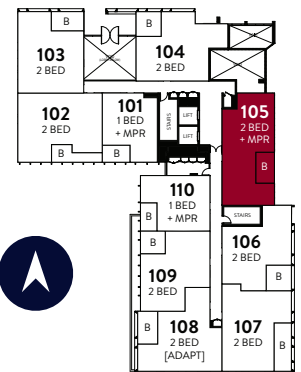 B
B
103
2 BED
104
2 BED
102
2 BED
B
101
1 BED
+ MPR
B
STAIRS
LIFT
LIFT
105
2 BED
+ MPR
B
110
1 BED
+ MPR
B
STAIRS
106
2 BED
B
B
109
2 BED
108
2 BED
[ADAPT]
B
107
2 BED
B